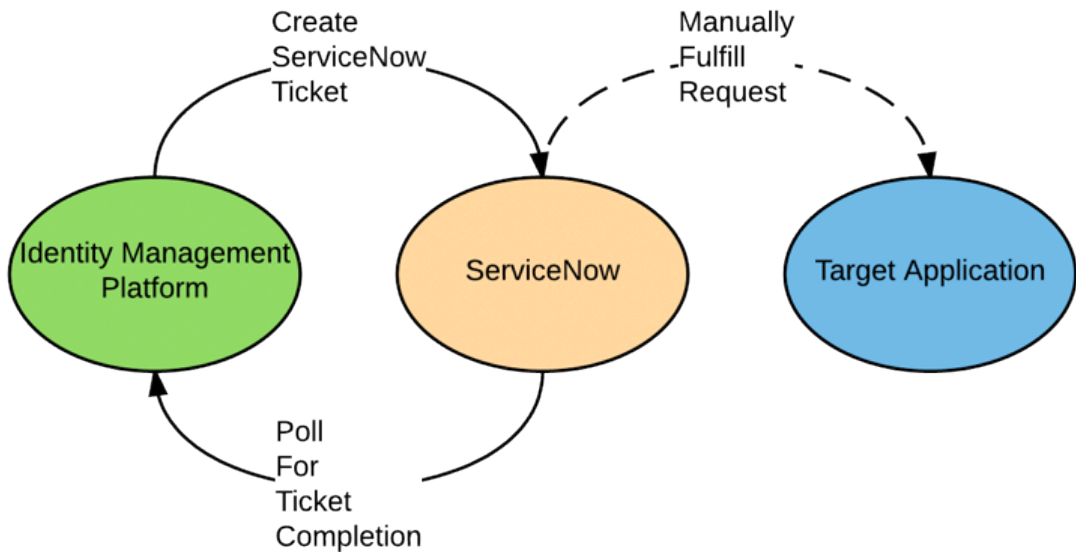 Create
ServiceNow
Ticket
Manually
Fulfill
Request
Identity Management
Platform
ServiceNow
Target Application
Poll
For
Ticket
Completion